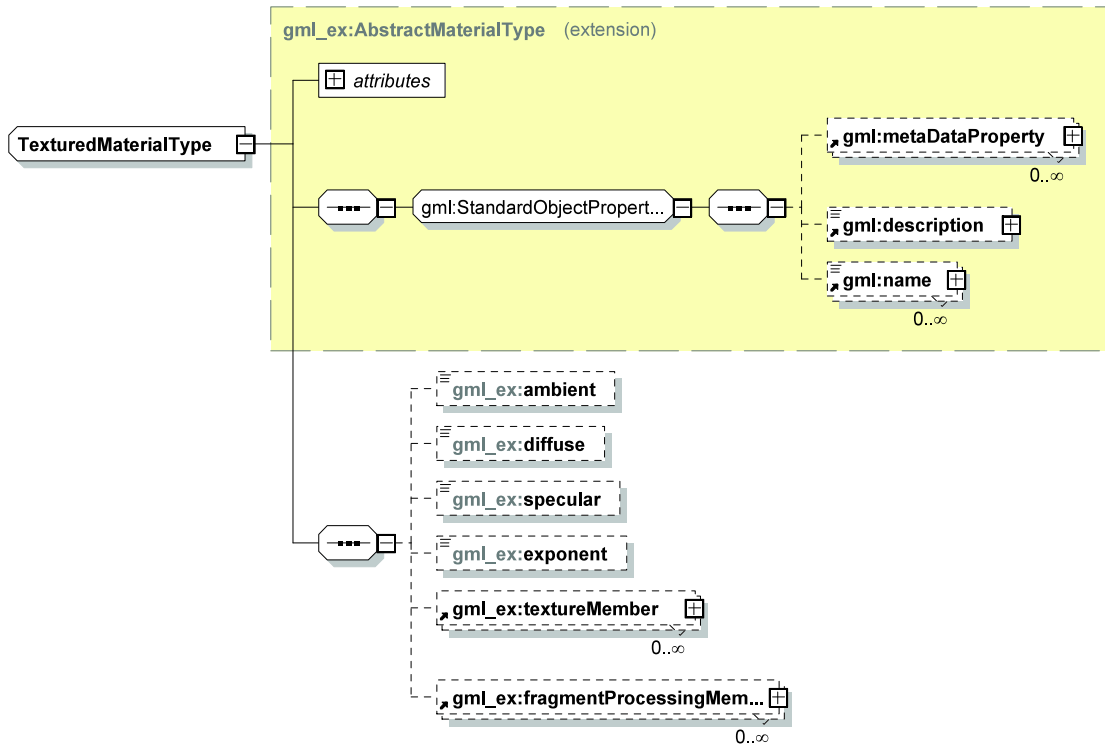 gml_ex:AbstractMaterialType (extension)
attributes
TexturedMaterialType
gml:metaDataProperty
0..∞
gml:StandardObjectPropert...
gml:description
gml:name
0..∞
gml_ex:ambient
gml_ex:diffuse
gml_ex:specular
gml_ex:exponent
gml_ex:textureMember
0..∞
gml_ex:fragmentProcessingMem...
0..∞